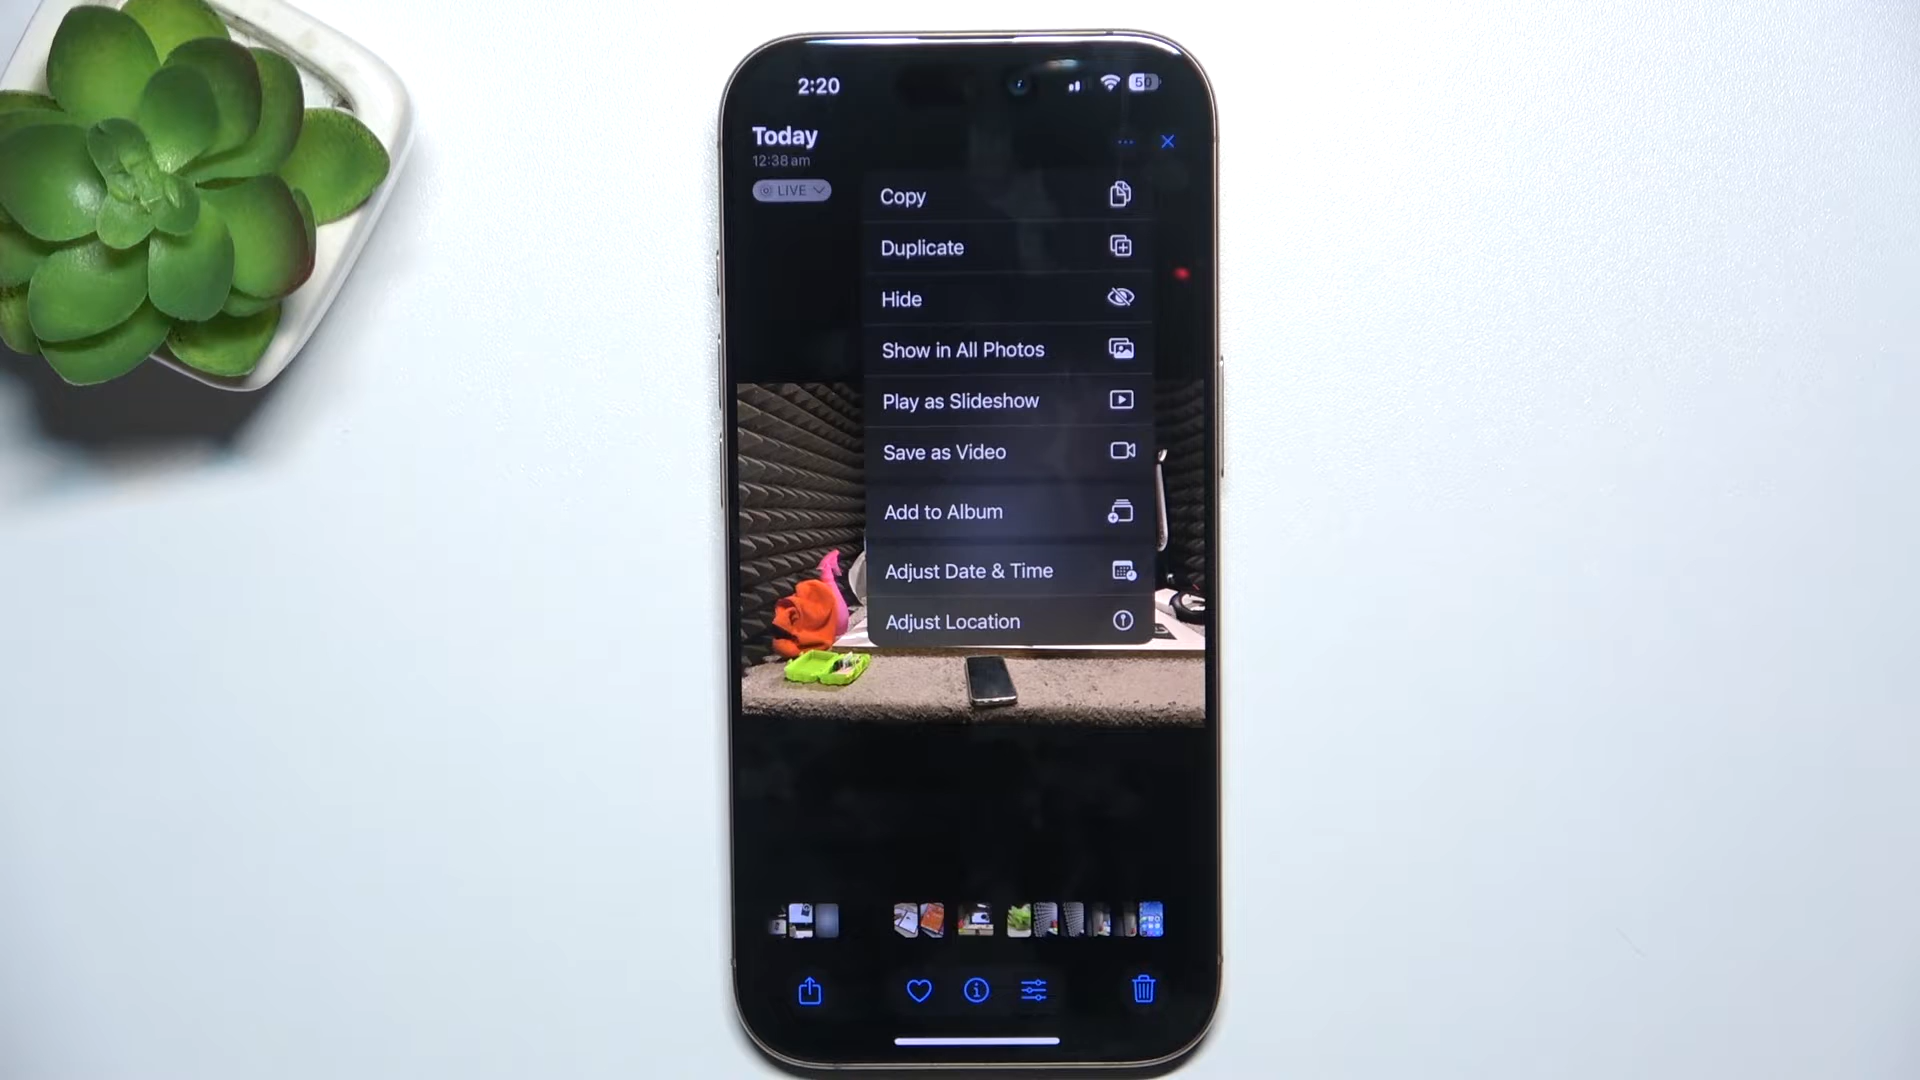 2:20
50
Today
12:38 am
LIVE
Copy
Duplicate
Hide
Show in All Photos
Play as Slideshow
Save as Video
Add to Album
Adjust Date & Time
Adjust Location